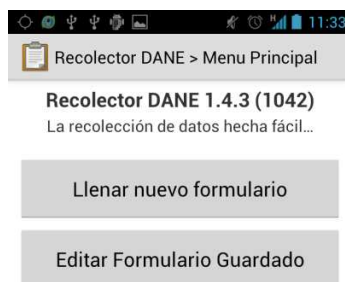 11:33
Recolector DANE > Menu Principal
Recolector DANE 1.4.3 (1042)
La recolección de datos hecha fácil...
Llenar nuevo formulario
Editar Formulario Guardado